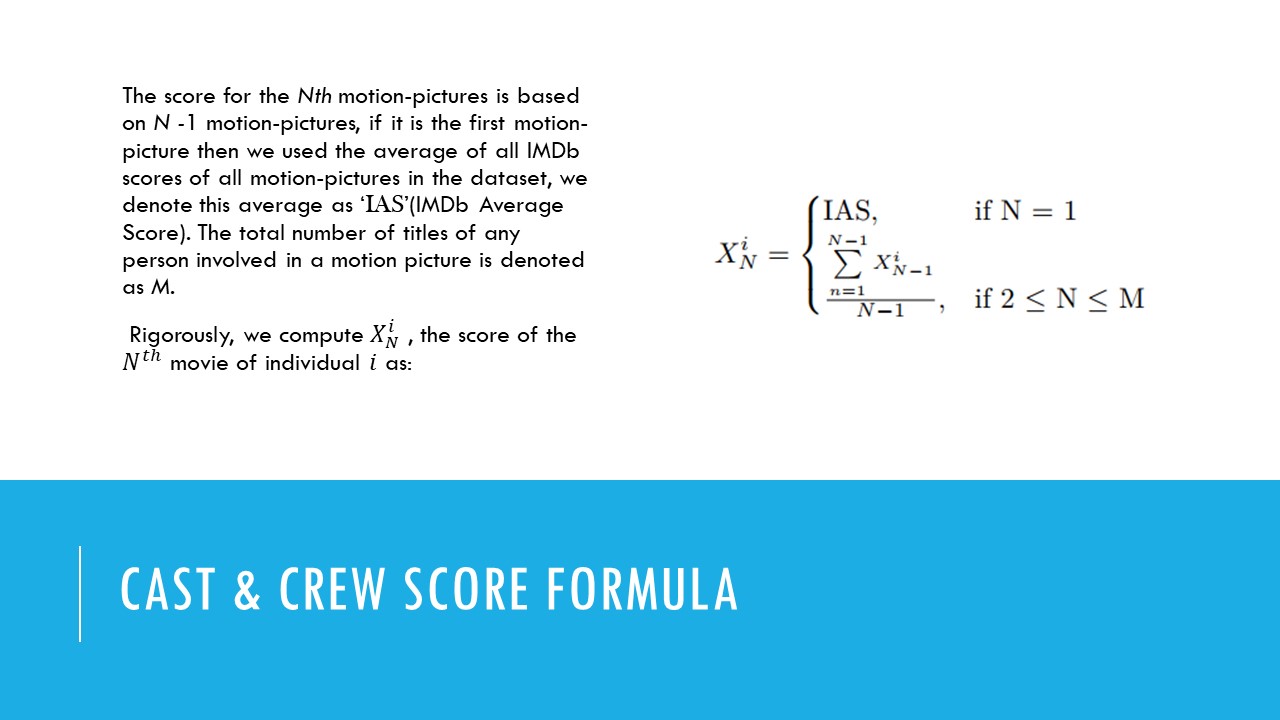 The score for the Nth motion-pictures is based
on N -1 motion-pictures, if it is the first motion-
picture then we used the average of all IMDb
scores of all motion-pictures in the dataset, we
denote this average as ‘IAS’(IMDb Average
Score). The total number of titles of any
person involved in a motion picture is denoted
as M.
Rigorously, we compute $X_N^i$ , the score of the
$N^{th}$ movie of individual $i$ as:
$X_N^i = \begin{cases} \text{IAS}, & \text{if N} = 1 \\ \frac{\sum_{n=1}^{N-1} X_{N-1}^i}{N-1}, & \text{if } 2 \leq \text{N} \leq \text{M} \end{cases}$
CAST & CREW SCORE FORMULA